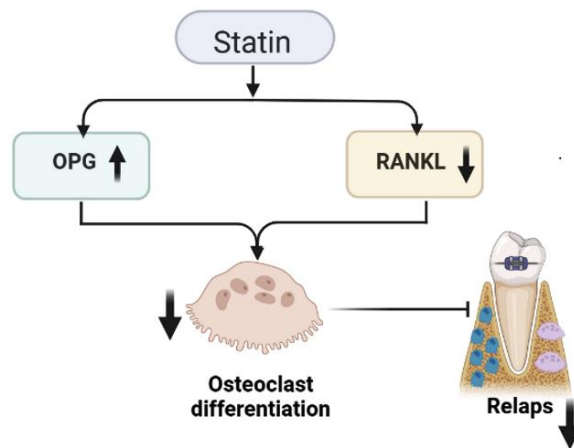 Statin
OPG
RANKL
Osteoclast
differentiation
Relaps